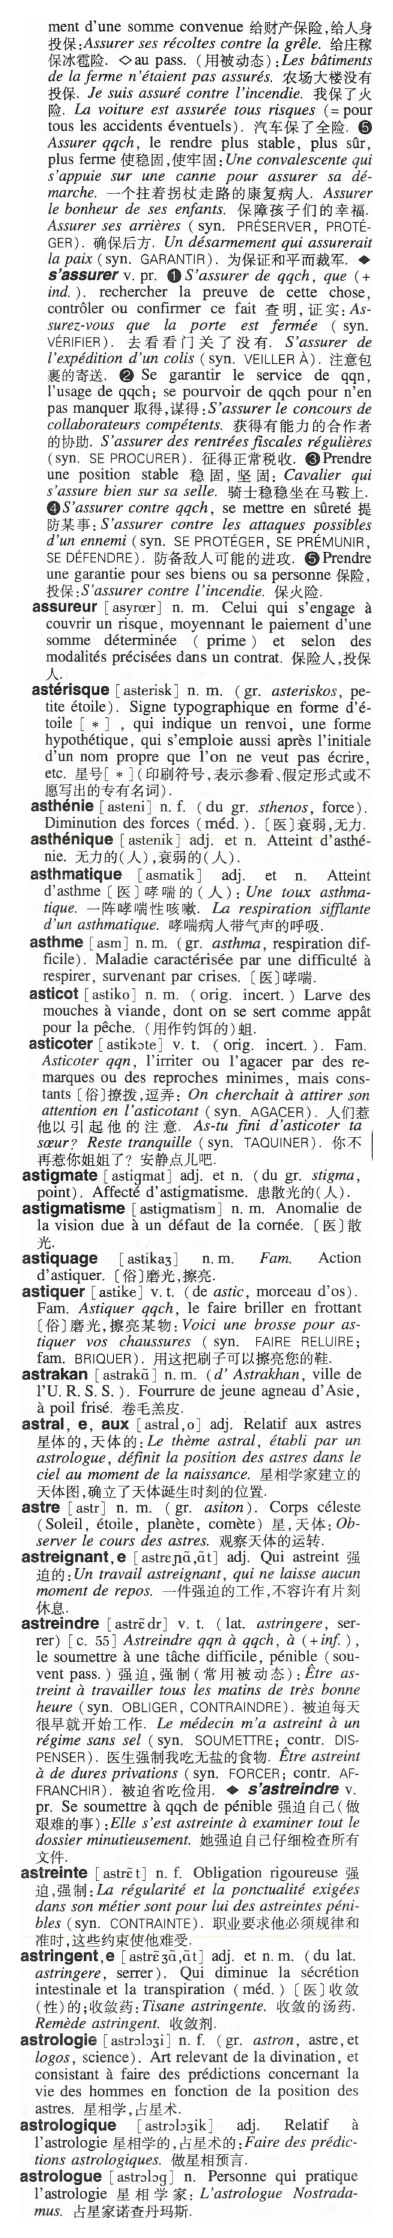 ment d'une somme convenue 给财产保险,给人身
投保:Assurer ses récoltes contre la grêle. 给庄稼
保冰雹险. ◇au pass. (用被动态):Les bâtiments
de la ferme n'étaient pas assurés. 农场大楼没有
投保. Je suis assuré contre l'incendie. 我保了火
险. La voiture est assurée tous risques (= pour
tous les accidents éventuels). 汽车保了全险. ❺
Assurer qqch, le rendre plus stable, plus sûr,
plus ferme 使稳固,使牢固:Une convalescente qui
s'appuie sur une canne pour assurer sa dé-
marche. 一个拄着拐杖走路的康复病人. Assurer
le bonheur de ses enfants. 保障孩子们的幸福.
Assurer ses arrières (syn. PRÉSERVER, PROTÉ-
GER). 确保后方. Un désarmement qui assurerait
la paix (syn. GARANTIR). 为保证和平而裁军. ◆
s'assurer v. pr. ❶S'assurer de qqch, que (+
ind.). rechercher la preuve de cette chose,
contrôler ou confirmer ce fait 查明,证实:As-
surez-vous que la porte est fermée (syn.
VÉRIFIER). 去看看门关了没有. S'assurer de
l'expédition d'un colis (syn. VEILLER À). 注意包
裹的寄送. ❷ Se garantir le service de qqn,
l'usage de qqch; se pourvoir de qqch pour n'en
pas manquer 取得,谋得:S'assurer le concours de
collaborateurs compétents. 获得有能力的合作者
的协助. S'assurer des rentrées fiscales régulières
(syn. SE PROCURER). 征得正常税收. ❸Prendre
une position stable 稳固,坚固: Cavalier qui
s'assure bien sur sa selle. 骑士稳稳坐在马鞍上.
❹S'assurer contre qqch, se mettre en sûreté 提
防某事:S'assurer contre les attaques possibles
d'un ennemi (syn. SE PROTÉGER, SE PRÉMUNIR,
SE DÉFENDRE). 防备敌人可能的进攻. ❺Prendre
une garantie pour ses biens ou sa personne 保险,
投保:S'assurer contre l'incendie. 保火险.
assureur [asyrœr] n. m. Celui qui s'engage à
couvrir un risque, moyennant le paiement d'une
somme déterminée (prime) et selon des
modalités précisées dans un contrat. 保险人,投保
人.
astérisque [asterisk] n. m. (gr. asteriskos, pe-
tite étoile). Signe typographique en forme d'é-
toile [ * ] , qui indique un renvoi, une forme
hypothétique, qui s'emploie aussi après l'initiale
d'un nom propre que l'on ne veut pas écrire,
etc. 星号[ * ](印刷符号,表示参看、假定形式或不
愿写出的专有名词).
asthénie [asteni] n. f. (du gr. sthenos, force).
Diminution des forces (méd.). [医]衰弱,无力.
asthénique [astenik] adj. et n. Atteint d'asthé-
nie. 无力的(人),衰弱的(人).
asthmatique [asmatik] adj. et n. Atteint
d'asthme [医]哮喘的(人): Une toux asthma-
tique. 一阵哮喘性咳嗽. La respiration sifflante
d'un asthmatique. 哮喘病人带气声的呼吸.
asthme [asm] n. m. (gr. asthma, respiration dif-
ficile). Maladie caractérisée par une difficulté à
respirer, survenant par crises. [医]哮喘.
asticot [astiko] n. m. (orig. incert.) Larve des
mouches à viande, dont on se sert comme appât
pour la pêche. (用作钓饵的)蛆.
asticoter [astikɔte] v. t. (orig. incert.). Fam.
Asticoter qqn, l'irriter ou l'agacer par des re-
marques ou des reproches minimes, mais cons-
tants [俗]撩拨,逗弄: On cherchait à attirer son
attention en l'asticotant (syn. AGACER). 人们惹
他以引起他的注意. As-tu fini d'asticoter ta
sœur? Reste tranquille (syn. TAQUINER). 你不
再惹你姐姐了? 安静点儿吧.
astigmate [astigmat] adj. et n. (du gr. stigma,
point). Affecté d'astigmatisme. 患散光的(人).
astigmatisme [astigmatism] n. m. Anomalie de
la vision due à un défaut de la cornée. [医]散
光.
astiquage [astikaʒ] n. m. Fam. Action
d'astiquer. [俗]磨光,擦亮.
astiquer [astike] v. t. (de astic, morceau d'os).
Fam. Astiquer qqch, le faire briller en frottant
[俗]磨光,擦亮某物: Voici une brosse pour as-
tiquer vos chaussures (syn. FAIRE RELUIRE;
fam. BRIQUER). 用这把刷子可以擦亮您的鞋.
astrakan [astrakɑ̃] n. m. (d' Astrakhan, ville de
l'U. R. S. S.). Fourrure de jeune agneau d'Asie,
à poil frisé. 卷毛羔皮.
astral, e, aux [astral,o] adj. Relatif aux astres
星体的,天体的: Le thème astral, établi par un
astrologue, définit la position des astres dans le
ciel au moment de la naissance. 星相学家建立的
天体图,确立了天体诞生时刻的位置.
astre [astr] n. m. (gr. asiton). Corps céleste
(Soleil, étoile, planète, comète) 星,天体: Ob-
server le cours des astres. 观察天体的运转.
astreignant,e [astrɛɲɑ̃,ɑ̃t] adj. Qui astreint 强
迫的: Un travail astreignant, qui ne laisse aucun
moment de repos. 一件强迫的工作,不容许有片刻
休息.
astreindre [astrɛ̃dr] v. t. (lat. astringere, ser-
rer) [c. 55] Astreindre qqn à qqch, à (+inf.),
le soumettre à une tâche difficile, pénible (sou-
vent pass.) 强迫,强制(常用被动态): Être as-
treint à travailler tous les matins de très bonne
heure (syn. OBLIGER, CONTRAINDRE). 被迫每天
很早就开始工作. Le médecin m'a astreint à un
régime sans sel (syn. SOUMETTRE; contr. DIS-
PENSER). 医生强制我吃无盐的食物. Être astreint
à de dures privations (syn. FORCER; contr. AF-
FRANCHIR). 被迫省吃俭用. ◆ s'astreindre v.
pr. Se soumettre à qqch de pénible 强迫自己(做
艰难的事):Elle s'est astreinte à examiner tout le
dossier minutieusement. 她强迫自己仔细检查所有
文件.
astreinte [astrɛ̃t] n. f. Obligation rigoureuse 强
迫,强制:La régularité et la ponctualité exigées
dans son métier sont pour lui des astreintes péni-
bles (syn. CONTRAINTE). 职业要求他必须规律和
准时,这些约束使他难受.
astringent,e [astrɛ̃ʒɑ̃,ɑ̃t] adj. et n. m. (du lat.
astringere, serrer). Qui diminue la sécrétion
intestinale et la transpiration (méd.) [医]收敛
(性)的;收敛药: Tisane astringente. 收敛的汤药.
Remède astringent. 收敛剂.
astrologie [astrɔlɔʒi] n. f. (gr. astron, astre,et
logos, science). Art relevant de la divination, et
consistant à faire des prédictions concernant la
vie des hommes en fonction de la position des
astres. 星相学,占星术.
astrologique [astrɔlɔʒik] adj. Relatif à
l'astrologie 星相学的,占星术的: Faire des prédic-
tions astrologiques. 做星相预言.
astrologue [astrɔlɔg] n. Personne qui pratique
l'astrologie 星相学家: L'astrologue Nostrada-
mus. 占星家诺查丹玛斯.